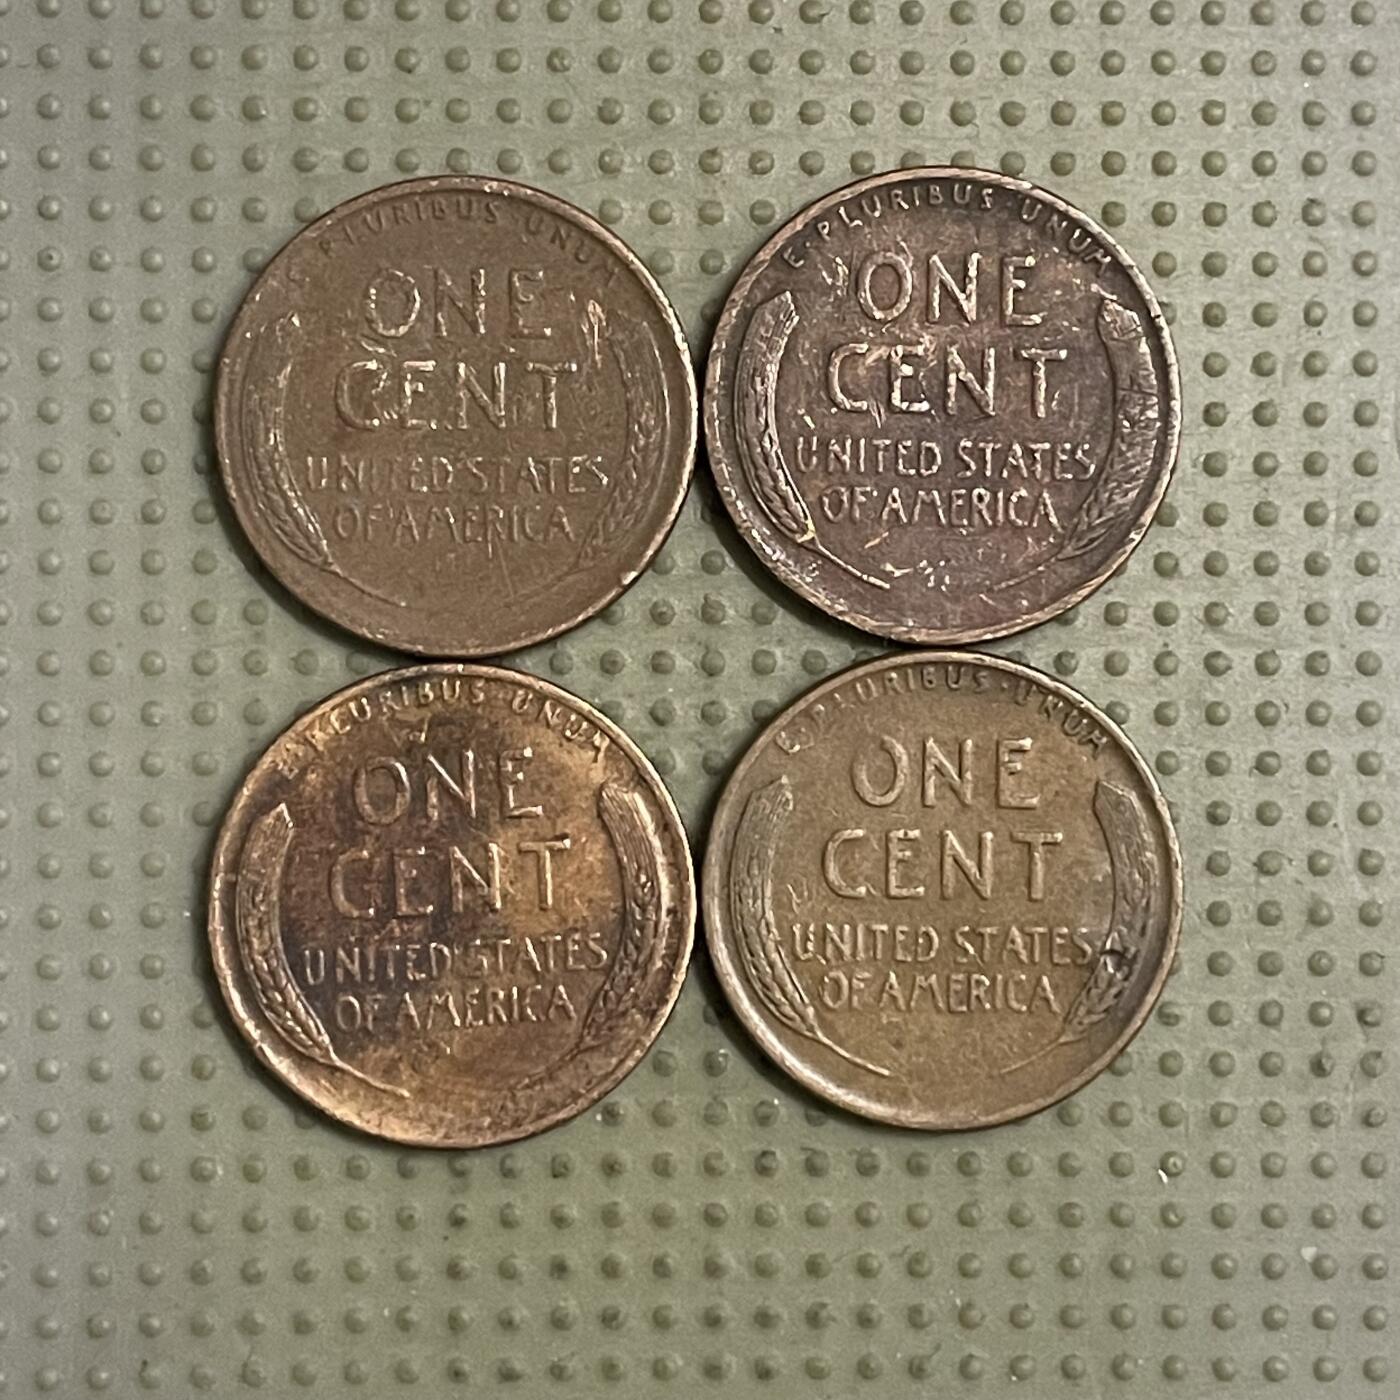 E PLURIBUS UNUM
ONE
CENT
UNITED STATES
OF AMERICA
E·PLURIBUS·UNUM
ONE
CENT
UNITED STATES
OF AMERICA
E·PLURIBUS·UNUM
ONE
CENT
UNITED STATES
OF AMERICA
E·PLURIBUS·UNUM
ONE
CENT
UNITED STATES
OF AMERICA